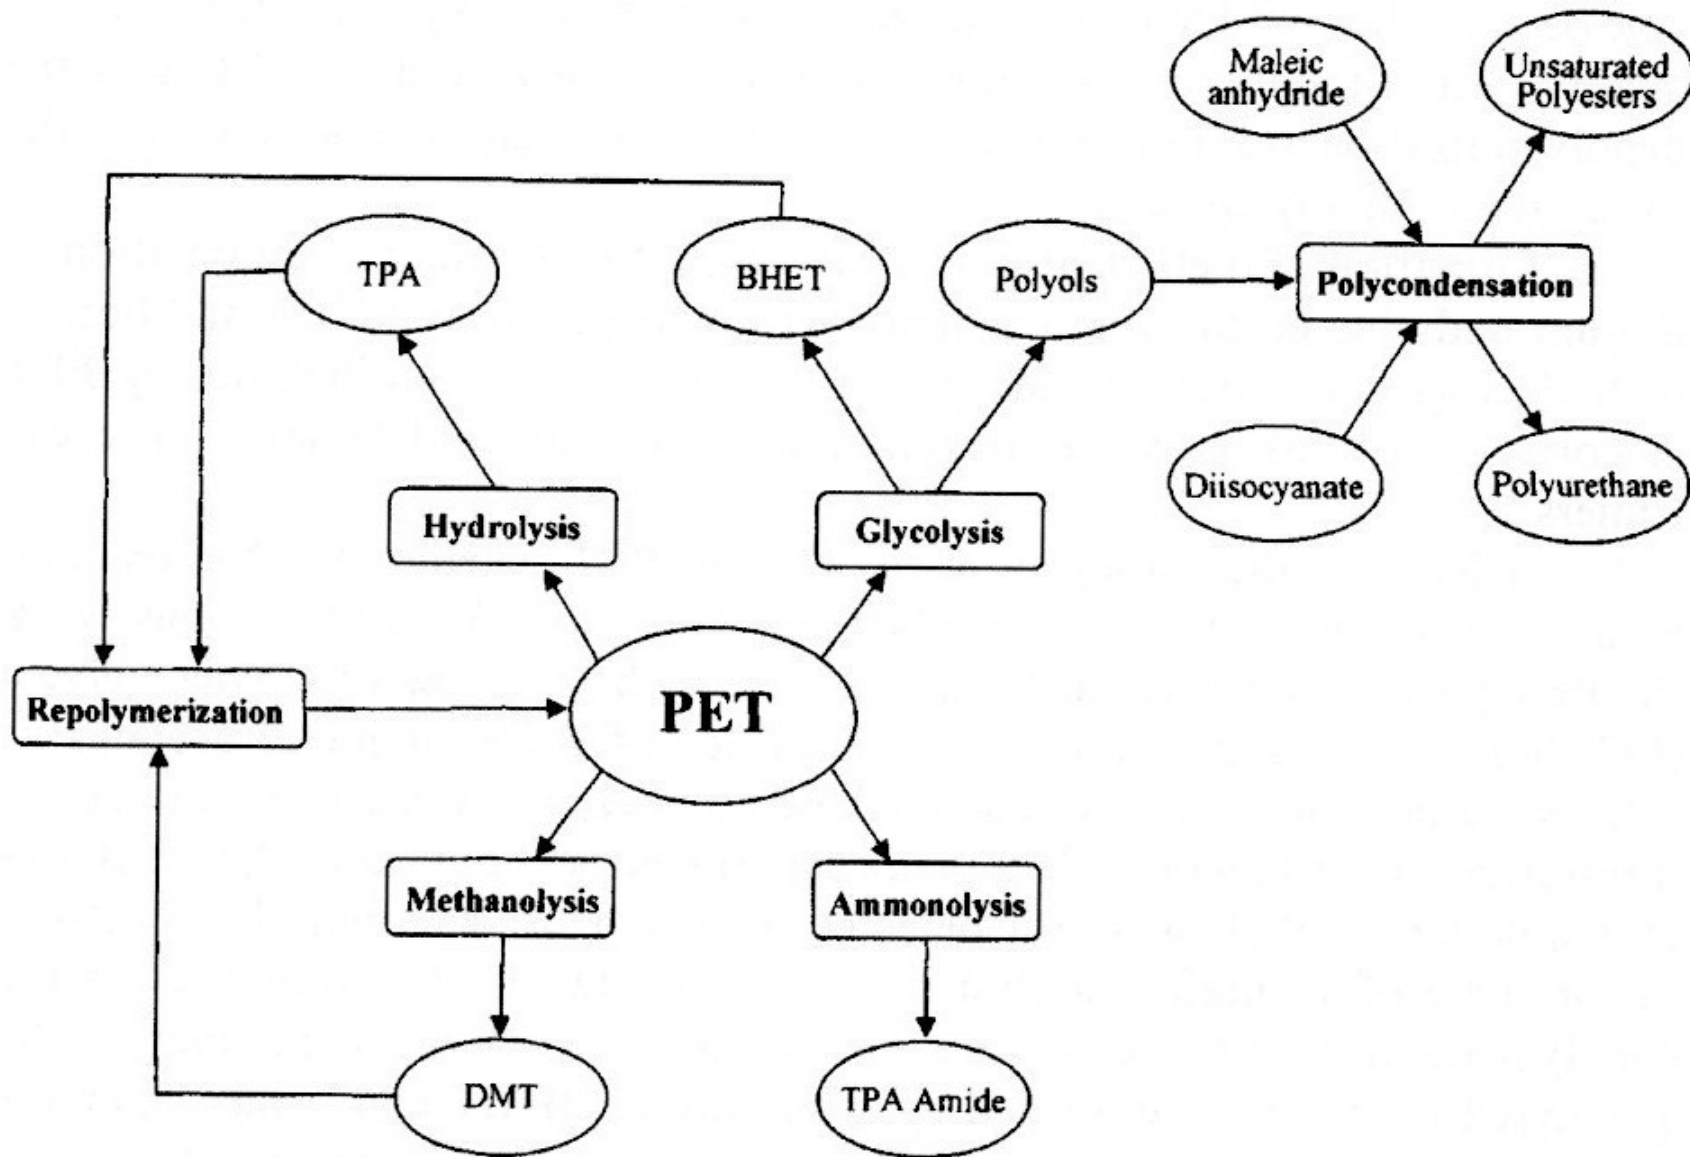 Maleic
anhydride
Unsaturated
Polyesters
TPA
BHET
Polyols
Polycondensation
Hydrolysis
Glycolysis
Diisocyanate
Polyurethane
Repolymerization
PET
Methanolysis
Ammonolysis
DMT
TPA Amide